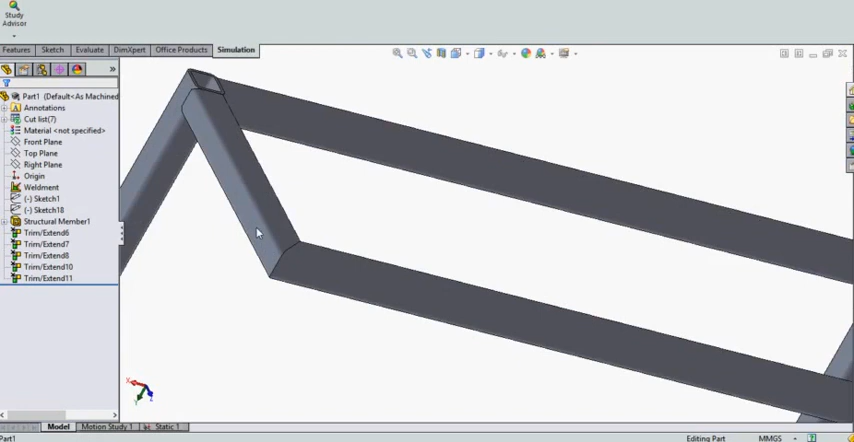 Study
Advisor
Features Sketch Evaluate DimXpert Office Products Simulation
»
Part1 (Default<As Machined
Annotations
Cut list(7)
Material <not specified>
Front Plane
Top Plane
Right Plane
Origin
Weldment
(-) Sketch1
(-) Sketch18
Structural Member1
Trim/Extend6
Trim/Extend7
Trim/Extend8
Trim/Extend10
Trim/Extend11
X
Y
Z
Model Motion Study 1 Static 1
Part1 Editing Part MMGS ?